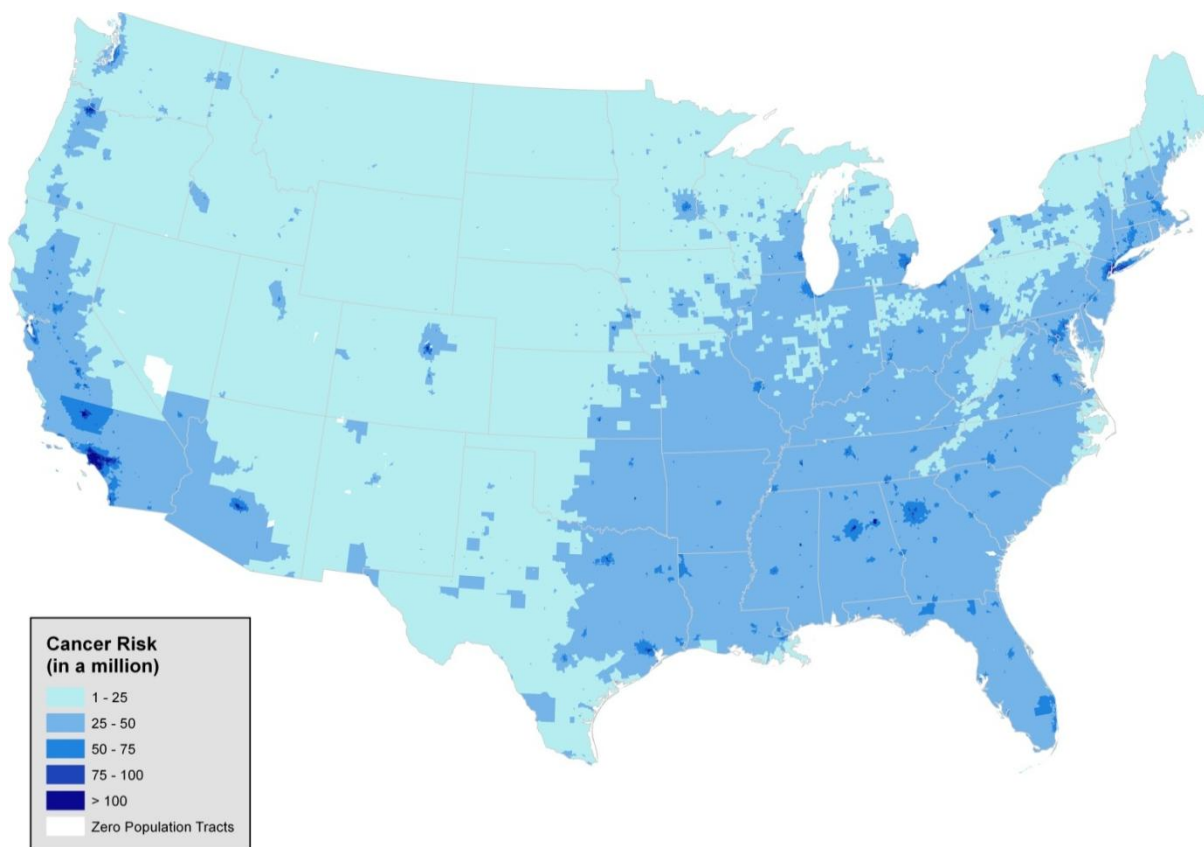 Cancer Risk
(in a million)
1 - 25
25 - 50
50 - 75
75 - 100
> 100
Zero Population Tracts